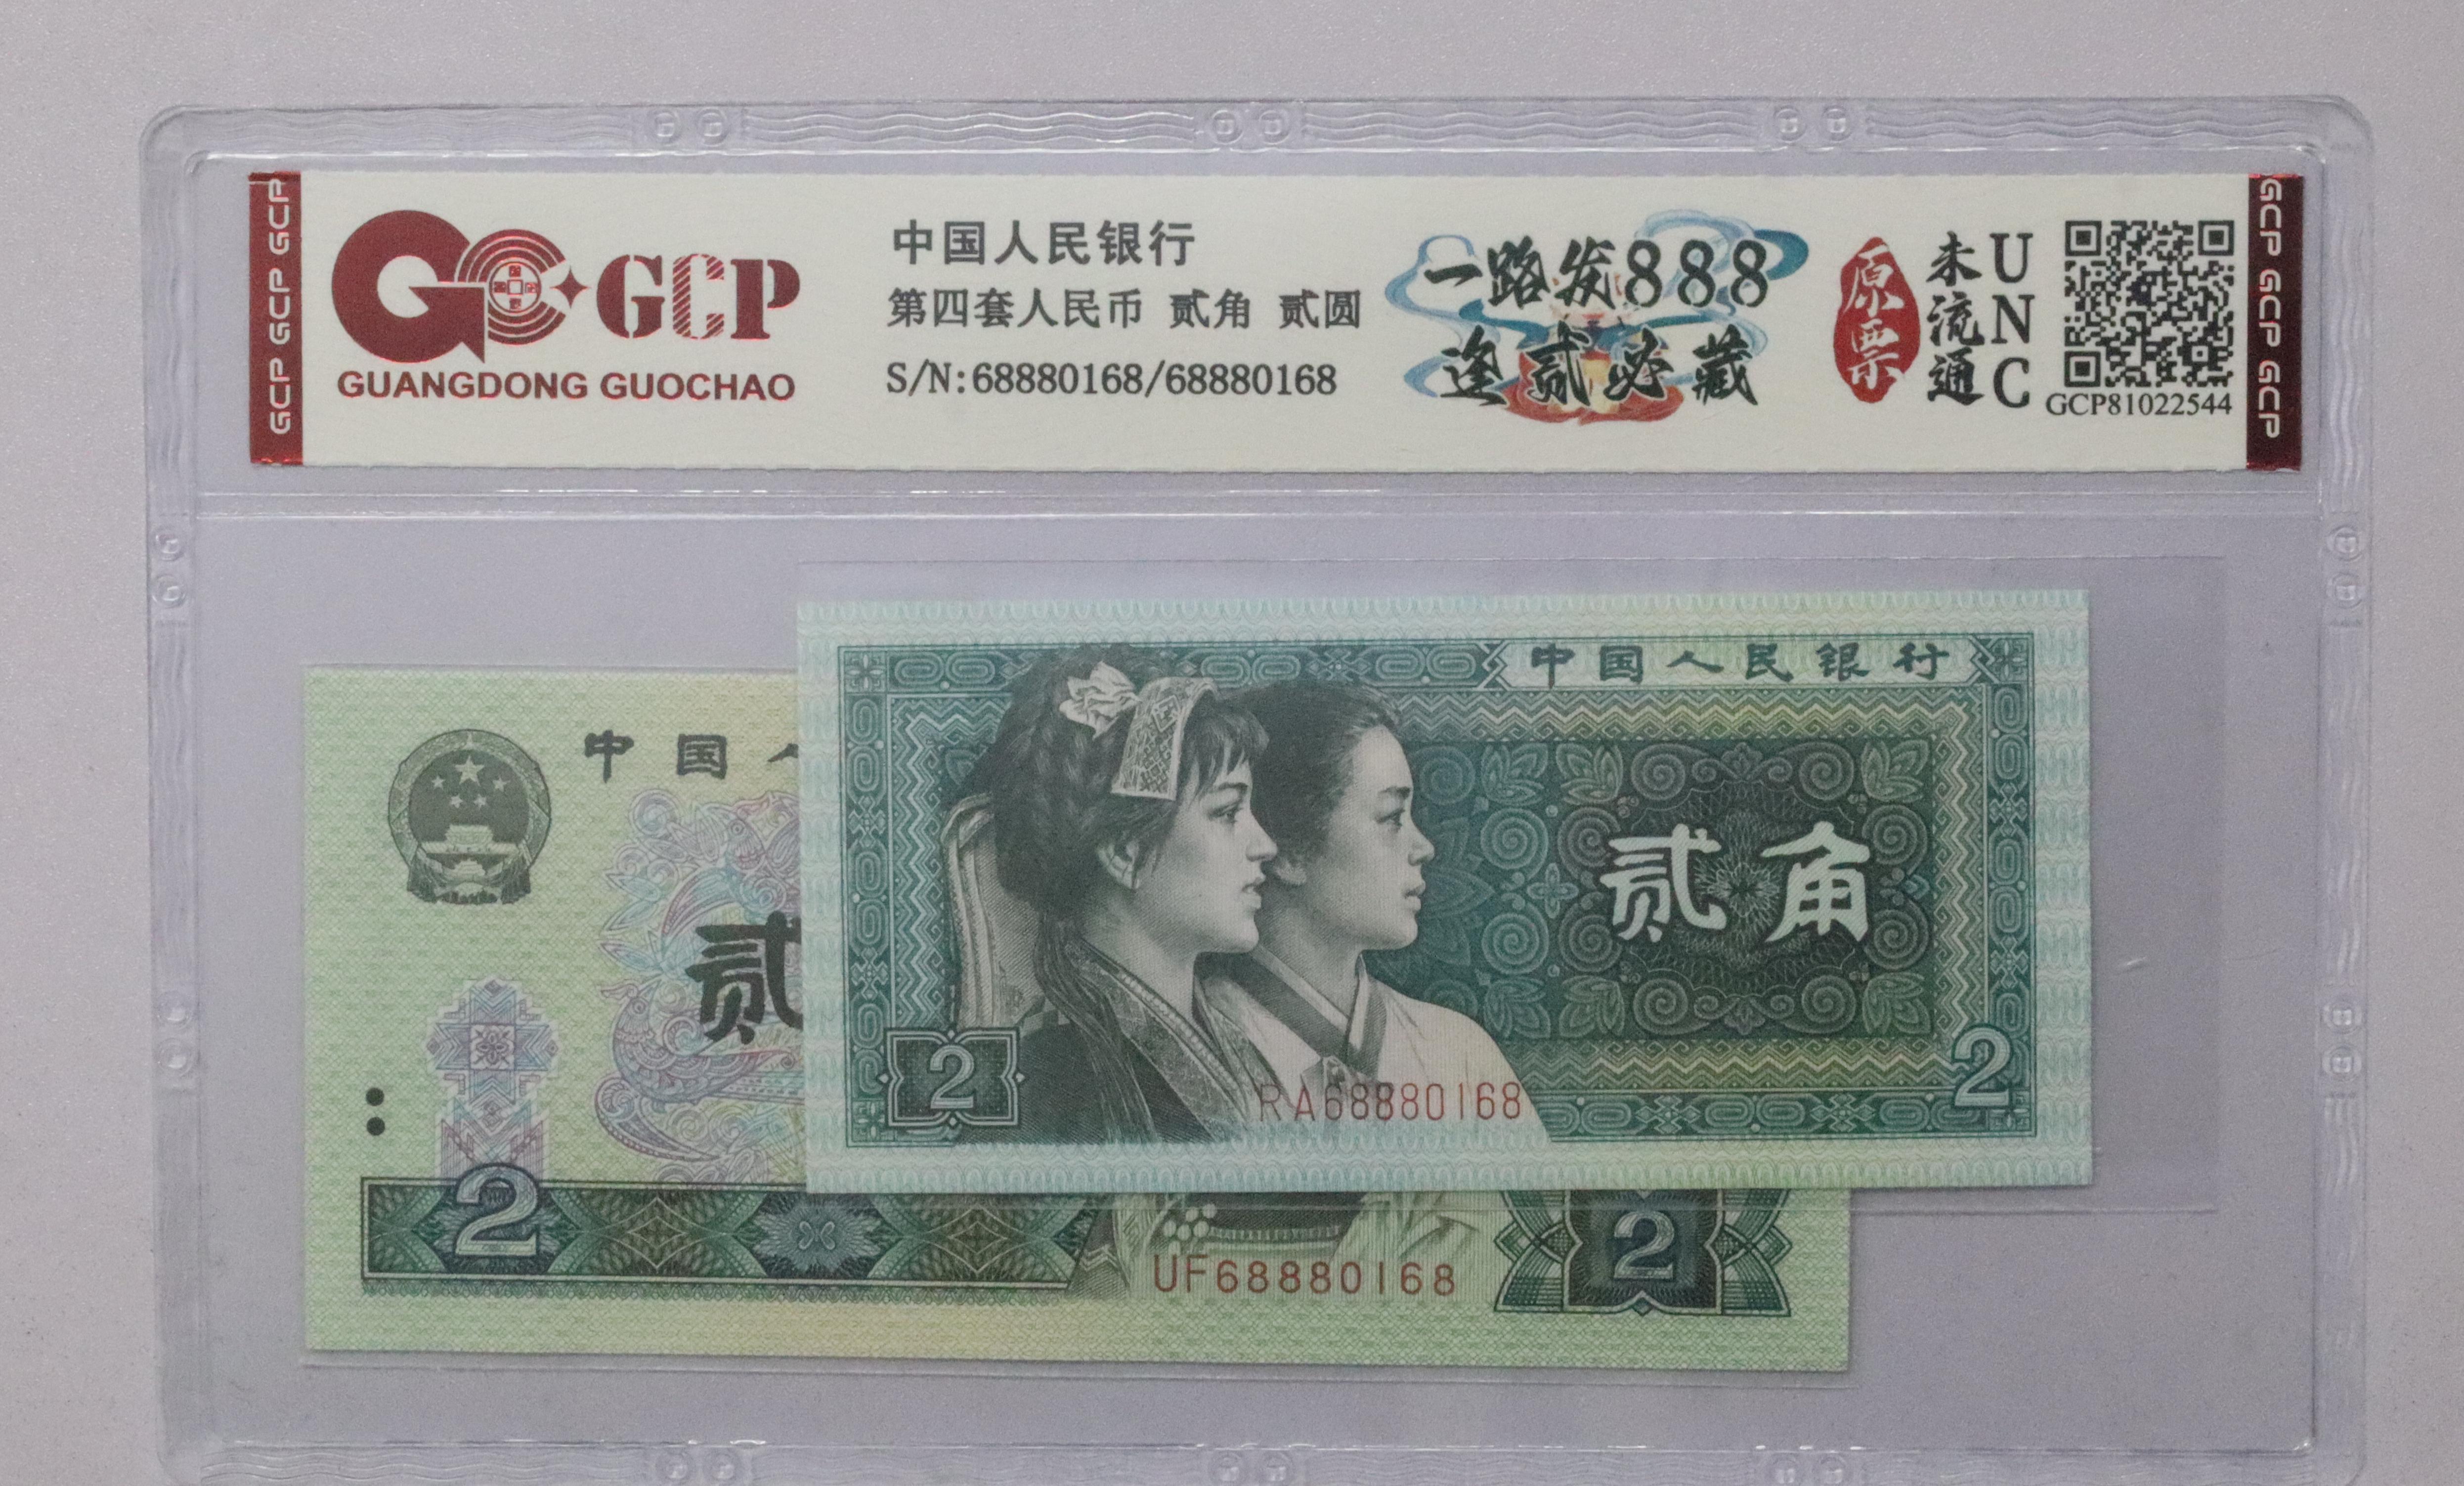 GCP GCP GCP
GCP
GUANGDONG GUOCHAO
中国人民银行
第四套人民币 贰角 贰圆
S/N:68880168/68880168
一路发888
逢贰必藏
原票
未流通
UNC
GCP81022544
GCP GCP GCP
中国人民银行
贰角
2
2
RA68880168
中国人
贰
2
UF68880168
2